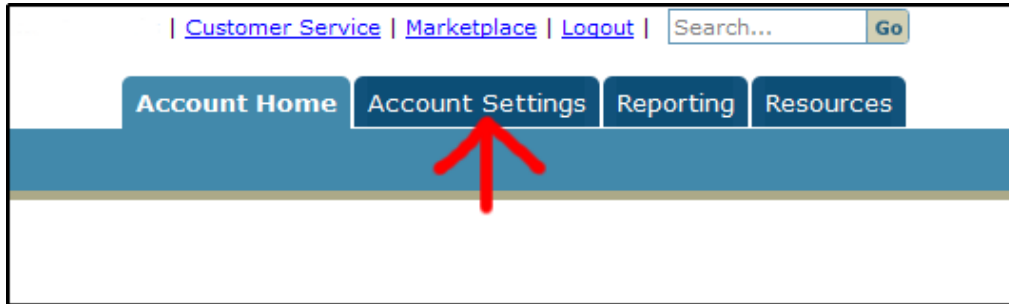 | Customer Service | Marketplace | Logout | Search... Go
Account Home Account Settings Reporting Resources